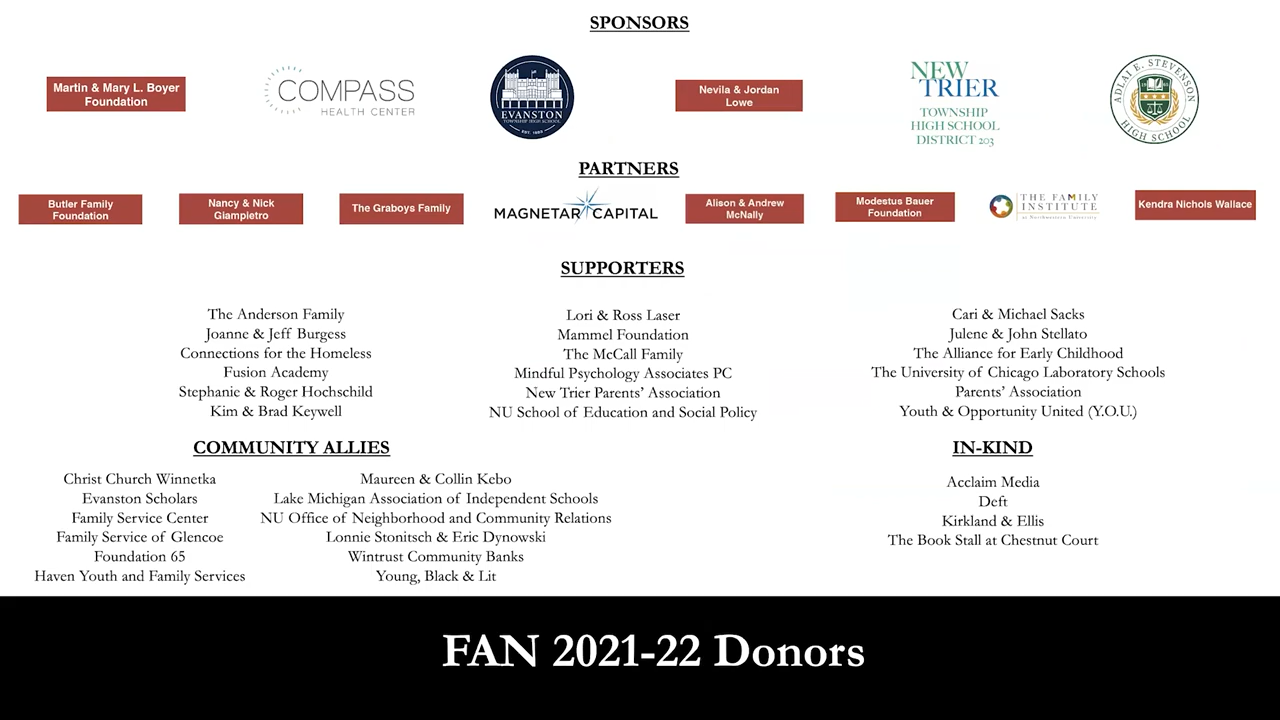 SPONSORS
Martin & Mary L. Boyer
Foundation
COMPASS
HEALTH CENTER
EVANSTON
TOWNSHIP HIGH SCHOOL
EST. 1883
Nevila & Jordan
Lowe
NEW
TRIER
TOWNSHIP
HIGH SCHOOL
DISTRICT 203
ADLAI E. STEVENSON
HIGH SCHOOL
PARTNERS
Butler Family
Foundation
Nancy & Nick
Giampietro
The Graboys Family
MAGNETAR CAPITAL
Alison & Andrew
McNally
Modestus Bauer
Foundation
THE FAMILY
INSTITUTE
at Northwestern University
Kendra Nichols Wallace
SUPPORTERS
The Anderson Family
Joanne & Jeff Burgess
Connections for the Homeless
Fusion Academy
Stephanie & Roger Hochschild
Kim & Brad Keywell
Lori & Ross Laser
Mammel Foundation
The McCall Family
Mindful Psychology Associates PC
New Trier Parents’ Association
NU School of Education and Social Policy
Cari & Michael Sacks
Julene & John Stellato
The Alliance for Early Childhood
The University of Chicago Laboratory Schools
Parents’ Association
Youth & Opportunity United (Y.O.U.)
COMMUNITY ALLIES
Christ Church Winnetka
Evanston Scholars
Family Service Center
Family Service of Glencoe
Foundation 65
Haven Youth and Family Services
Maureen & Collin Kebo
Lake Michigan Association of Independent Schools
NU Office of Neighborhood and Community Relations
Lonnie Stonitsch & Eric Dynowski
Wintrust Community Banks
Young, Black & Lit
IN-KIND
Acclaim Media
Deft
Kirkland & Ellis
The Book Stall at Chestnut Court
FAN 2021-22 Donors